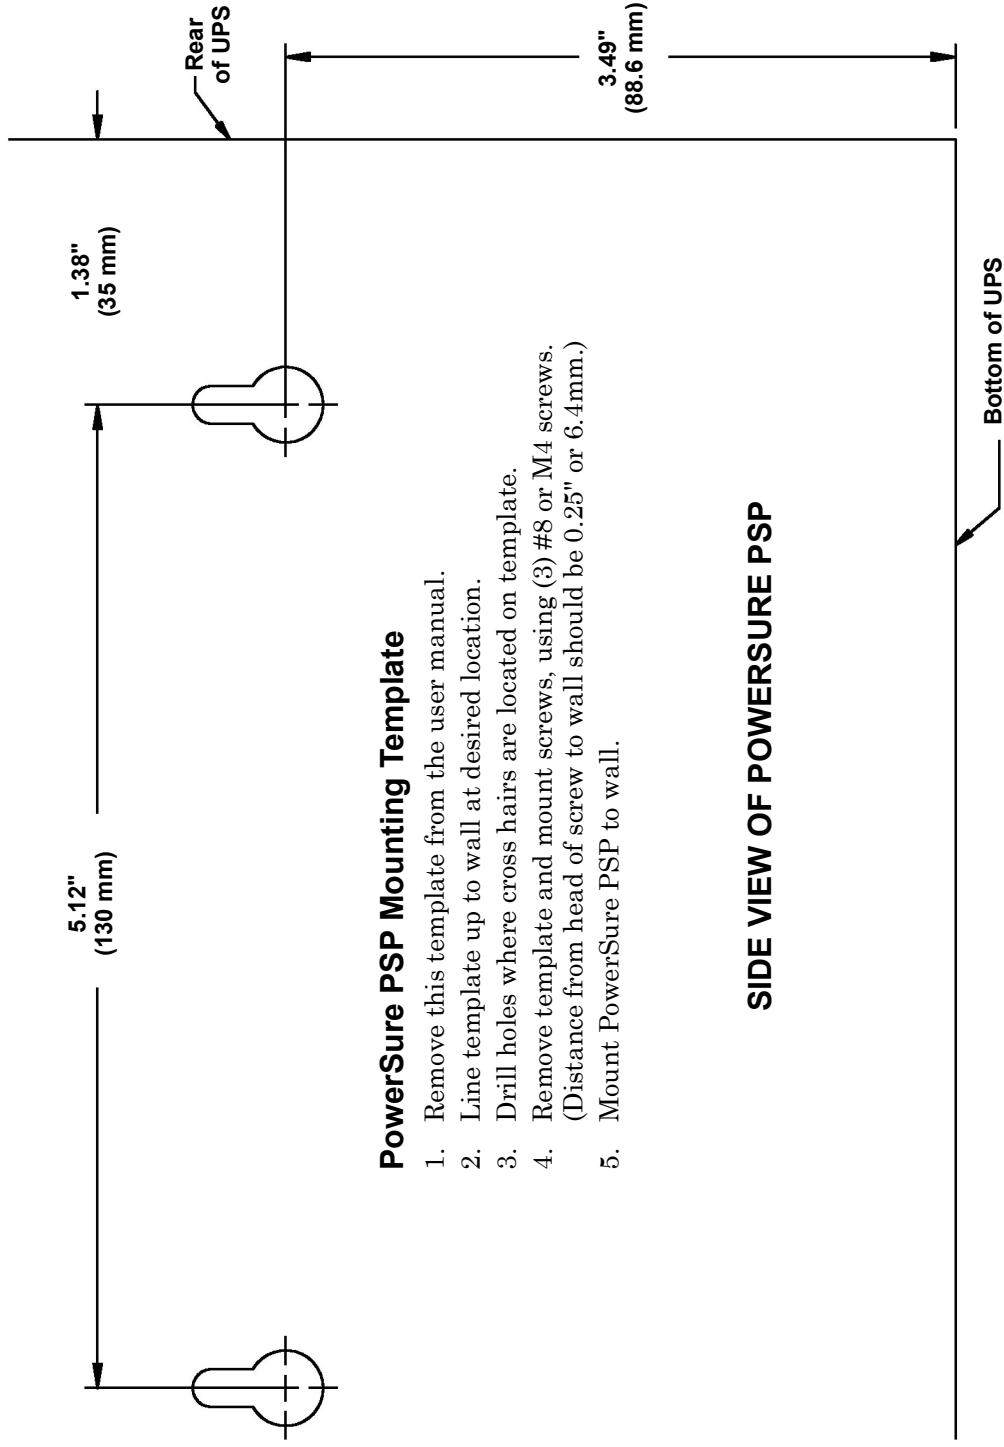 5.12"
(130 mm)
1.38"
(35 mm)
Rear
of UPS
3.49"
(88.6 mm)
PowerSure PSP Mounting Template
1. Remove this template from the user manual.
2. Line template up to wall at desired location.
3. Drill holes where cross hairs are located on template.
4. Remove template and mount screws, using (3) #8 or M4 screws.
(Distance from head of screw to wall should be 0.25" or 6.4mm.)
5. Mount PowerSure PSP to wall.
SIDE VIEW OF POWERSURE PSP
Bottom of UPS